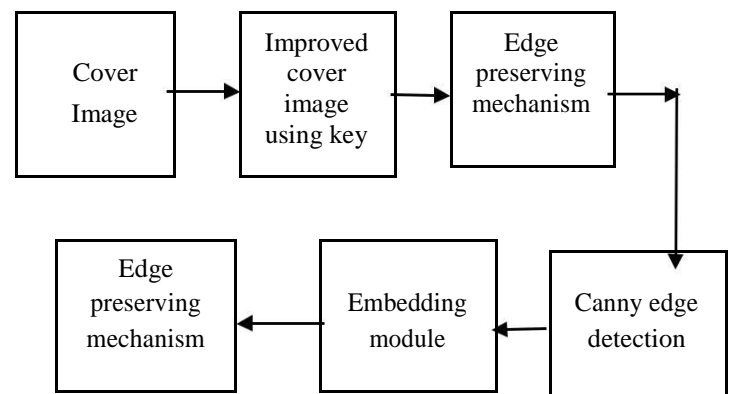 Cover
Image
Improved
cover
image
using key
Edge
preserving
mechanism
Canny edge
detection
Embedding
module
Edge
preserving
mechanism